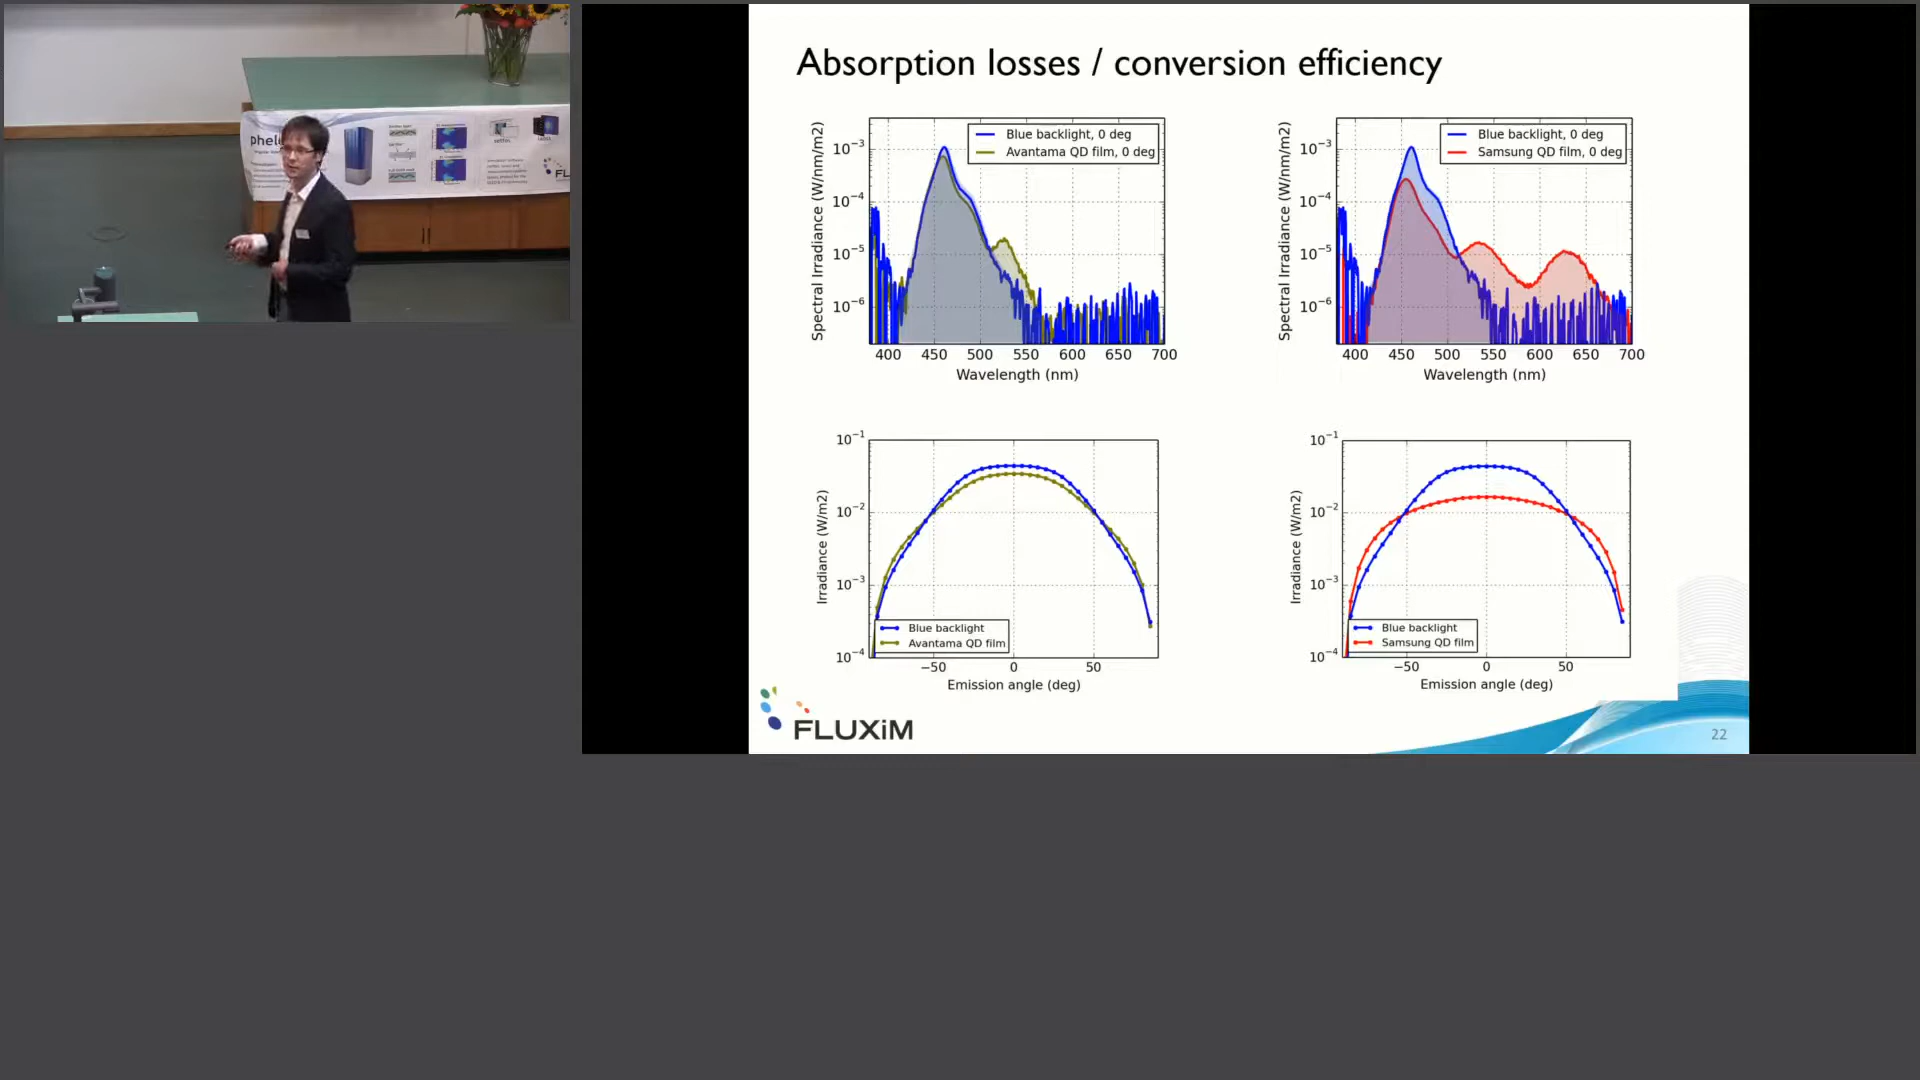 Absorption losses / conversion efficiency
Spectral Irradiance (W/nm/m2)
10−3
10−4
10−5
10−6
Blue backlight, 0 deg
Avantama QD film, 0 deg
400 450 500 550 600 650 700
Wavelength (nm)
Spectral Irradiance (W/nm/m2)
10−3
10−4
10−5
10−6
Blue backlight, 0 deg
Samsung QD film, 0 deg
400 450 500 550 600 650 700
Wavelength (nm)
Irradiance (W/m2)
10−1
10−2
10−3
10−4
Blue backlight
Avantama QD film
−50 0 50
Emission angle (deg)
Irradiance (W/m2)
10−1
10−2
10−3
10−4
Blue backlight
Samsung QD film
−50 0 50
Emission angle (deg)
FLUXiM
22